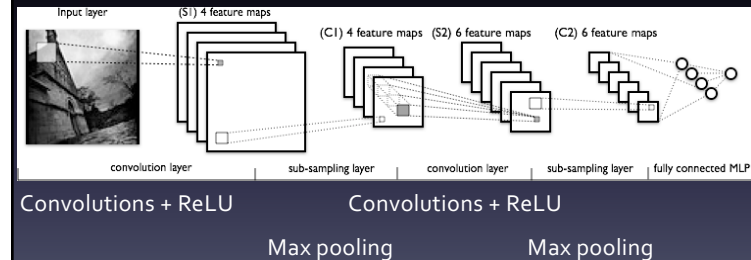 Input layer
(S1) 4 feature maps
(C1) 4 feature maps
(S2) 6 feature maps
(C2) 6 feature maps
convolution layer
sub-sampling layer
convolution layer
sub-sampling layer
fully connected MLP
Convolutions + ReLU
Convolutions + ReLU
Max pooling
Max pooling